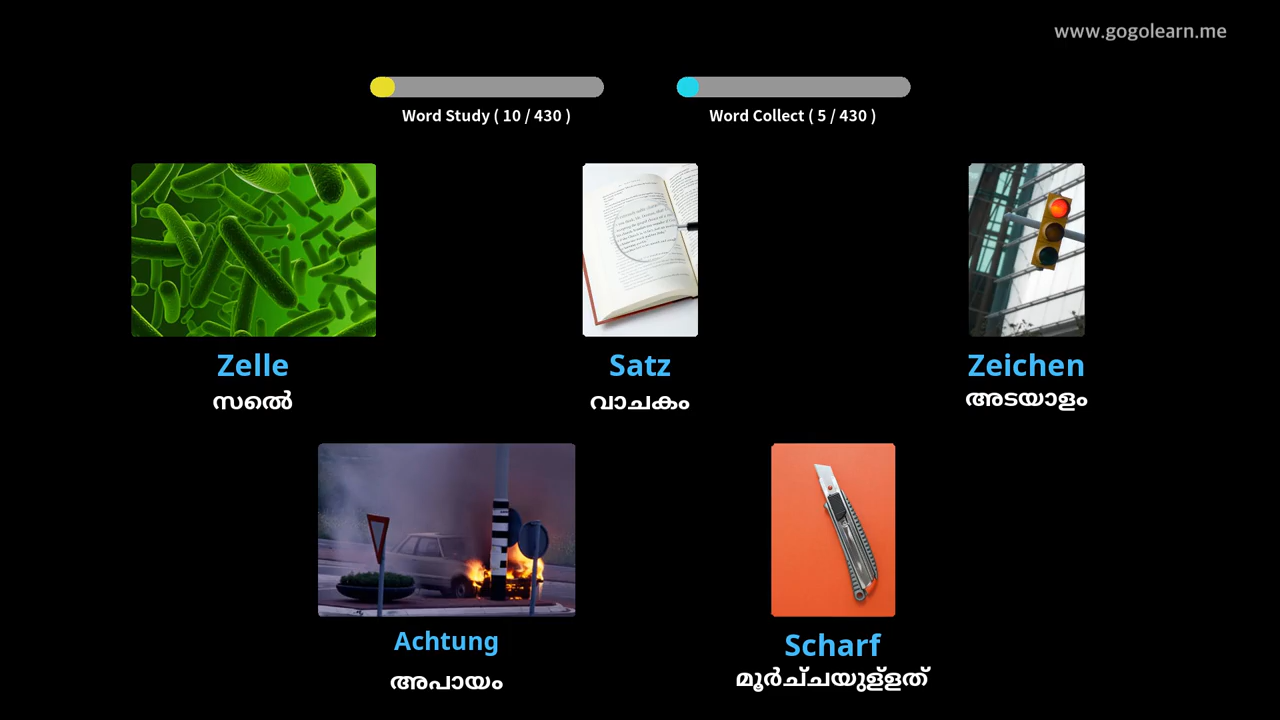 www.gogolearn.me
Word Study ( 10 / 430 )
Word Collect ( 5 / 430 )
Zelle
Satz
Zeichen
സൽെ
വാചകം
അടയാളം
Achtung
Scharf
അപായം
മൂർച്ചയുള്ളത്